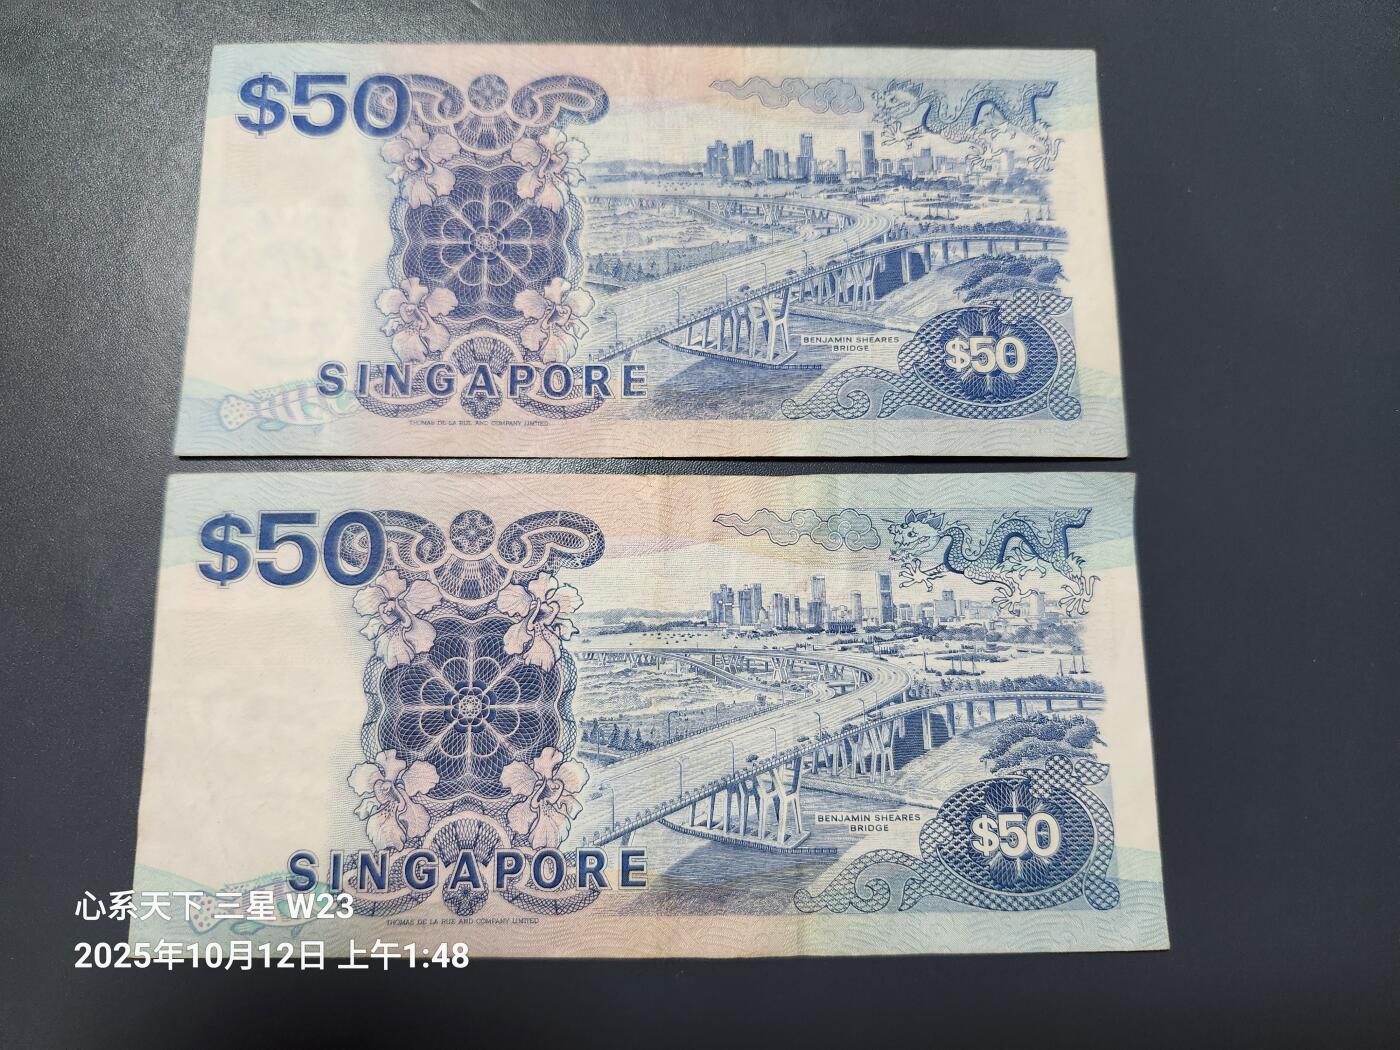 $50
BENJAMIN SHEARES
BRIDGE
$50
SINGAPORE
THOMAS DE LA RUE AND COMPANY LIMITED
$50
BENJAMIN SHEARES
BRIDGE
$50
SINGAPORE
THOMAS DE LA RUE AND COMPANY LIMITED
心系天下 三星 W23
2025年10月12日 上午1:48